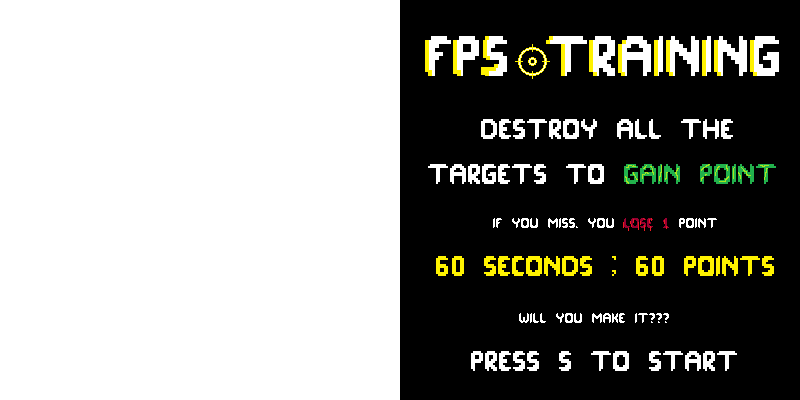 FPS TRAINING
DESTROY ALL THE
TARGETS TO GAIN POINT
IF YOU MISS, YOU LOSE 1 POINT
60 SECONDS ; 60 POINTS
WILL YOU MAKE IT???
PRESS S TO START